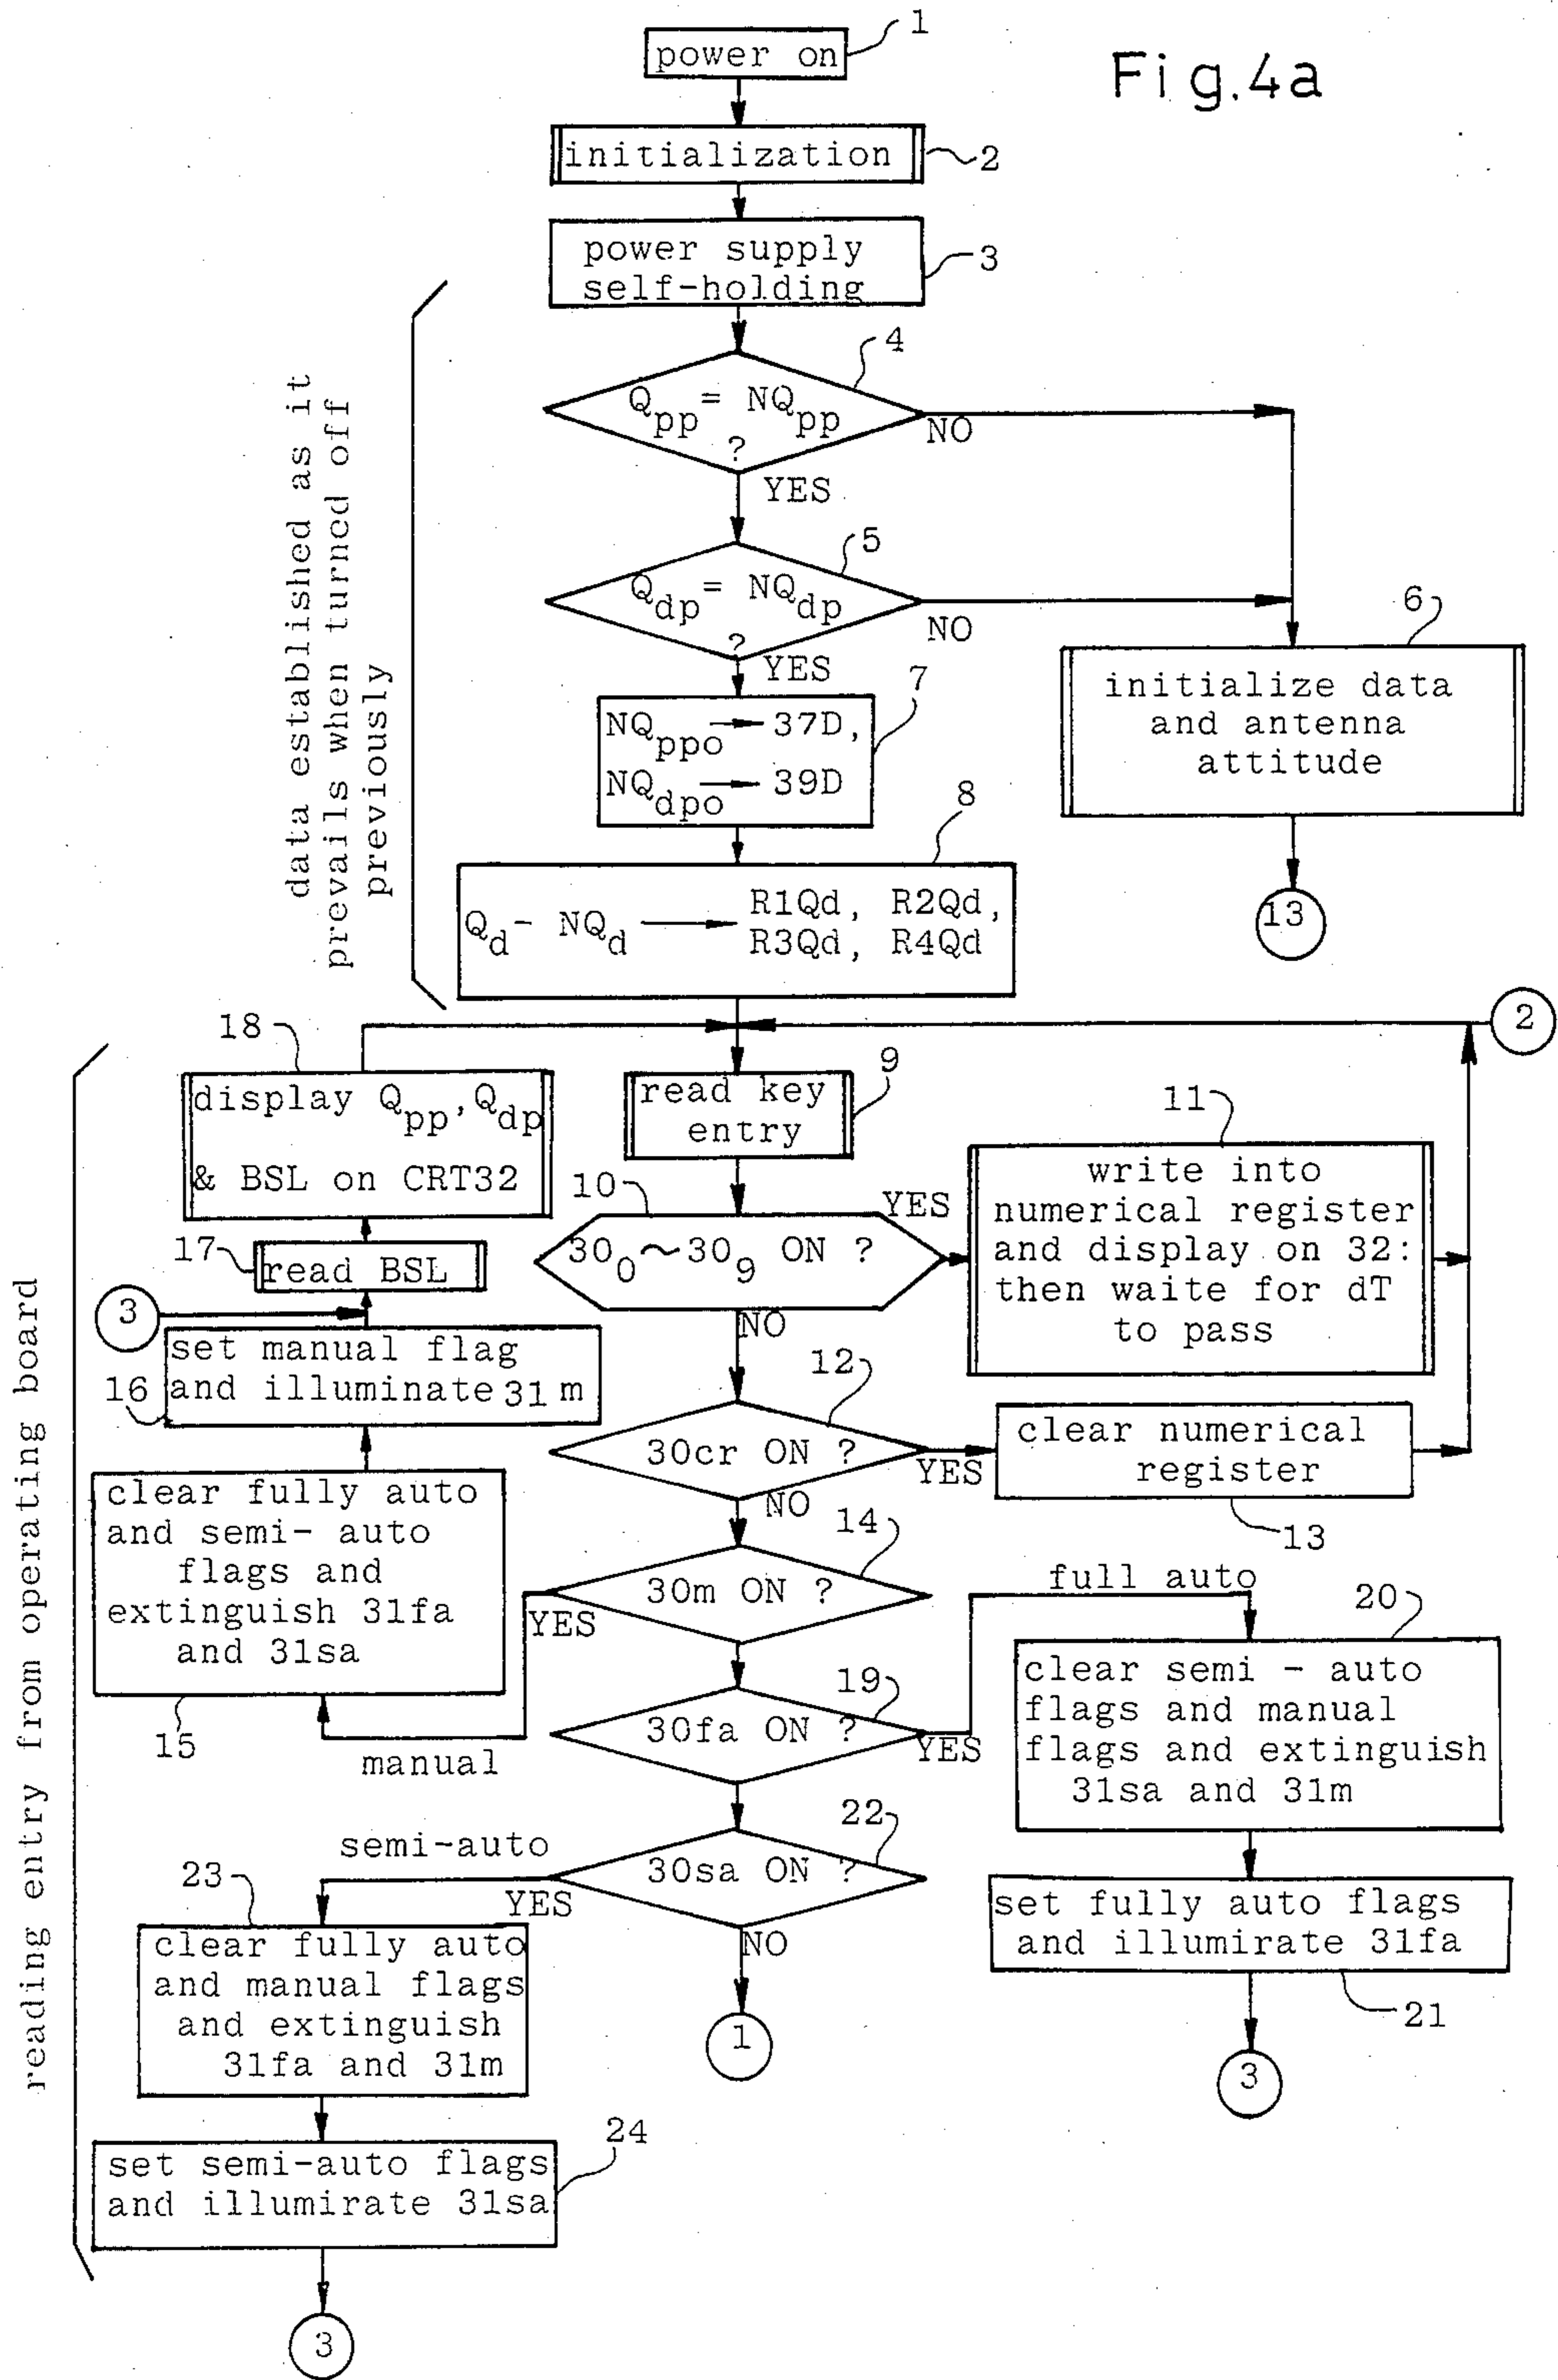 Fig.4a
1
power on
initialization
2
power supply
self-holding
3
data established as it
prevails when turned off
previously
4
Qpp = NQpp
?
NO
YES
5
Qdp = NQdp
?
NO
YES
6
initialize data
and antenna
attitude
13
7
NQppo → 37D,
NQdpo → 39D
8
Qd - NQd → R1Qd, R2Qd,
R3Qd, R4Qd
2
reading entry from operating board
18
display Qpp, Qdp
& BSL on CRT32
9
read key
entry
17
read BSL
3
10
30₀~30₉ ON ?
YES
NO
11
write into
numerical register
and display on 32:
then waite for dT
to pass
16
set manual flag
and illuminate 31m
12
30cr ON ?
YES
NO
clear numerical
register
13
15
clear fully auto
and semi- auto
flags and
extinguish 31fa
and 31sa
14
30m ON ?
YES
manual
19
30fa ON ?
YES
full auto
20
clear semi - auto
flags and manual
flags and extinguish
31sa and 31m
set fully auto flags
and illumirate 31fa
21
3
22
30sa ON ?
semi-auto
YES
NO
1
23
clear fully auto
and manual flags
and extinguish
31fa and 31m
24
set semi-auto flags
and illumirate 31sa
3